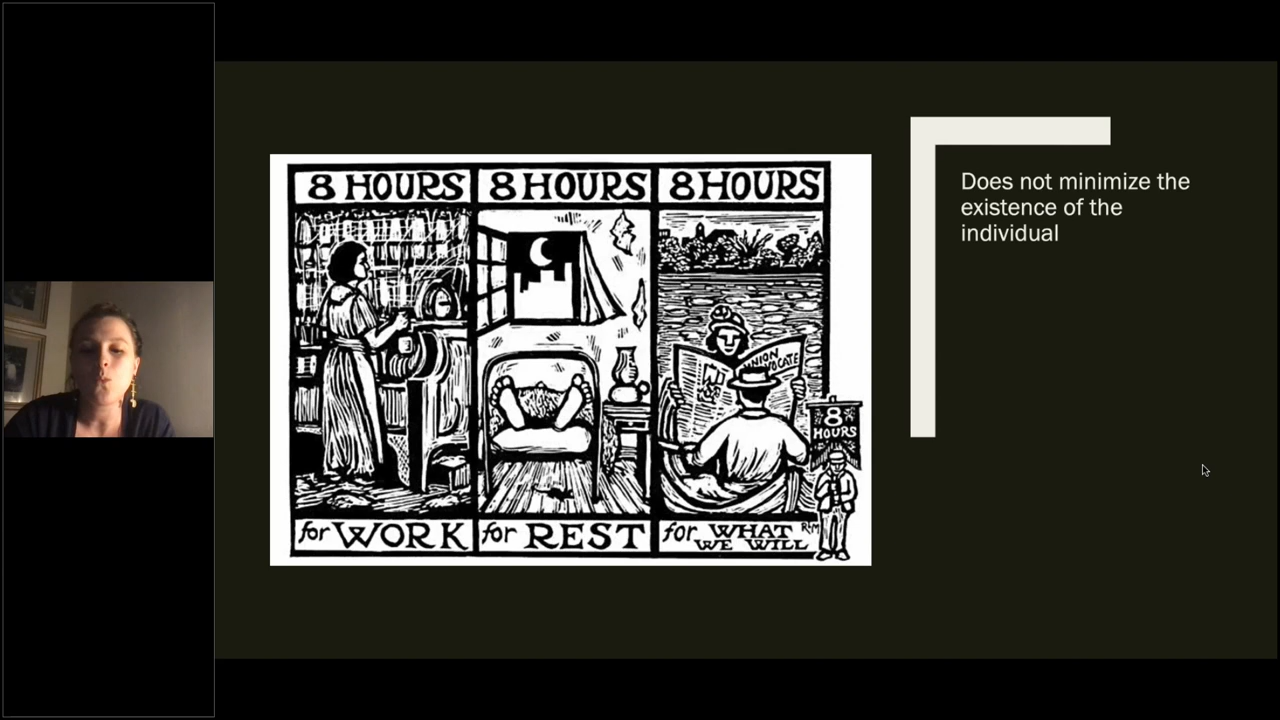 8 HOURS 8 HOURS 8 HOURS
UNION
ADVOCATE
8
HOURS
for WORK for REST for WHAT
WE WILL
RLM
Does not minimize the
existence of the
individual